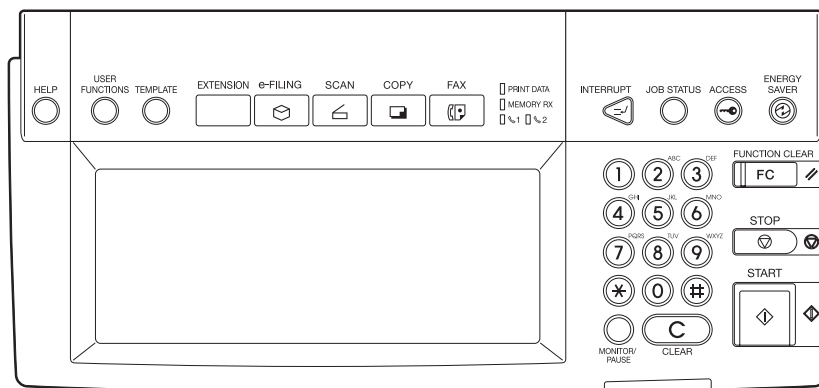 HELP
USER
FUNCTIONS
TEMPLATE
EXTENSION
e-FILING
SCAN
COPY
FAX
PRINT DATA
MEMORY RX
1 2
INTERRUPT
JOB STATUS
ACCESS
ENERGY
SAVER
1 2 ABC 3 DEF
4 GHI 5 JKL 6 MNO
7 PQRS 8 TUV 9 WXYZ
* 0 #
MONITOR/
PAUSE
C
CLEAR
FUNCTION CLEAR
FC
STOP
START